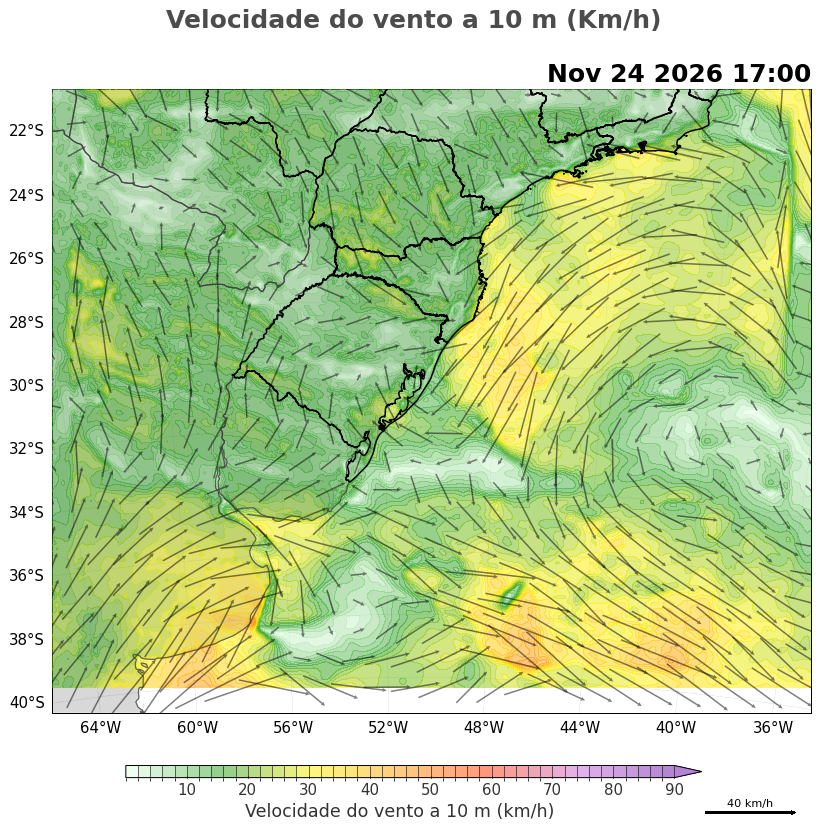 Velocidade do vento a 10 m (Km/h)
Nov 24 2026 17:00
22°S
24°S
26°S
28°S
30°S
32°S
34°S
36°S
38°S
40°S
64°W 60°W 56°W 52°W 48°W 44°W 40°W 36°W
10 20 30 40 50 60 70 80 90
Velocidade do vento a 10 m (km/h)
40 km/h